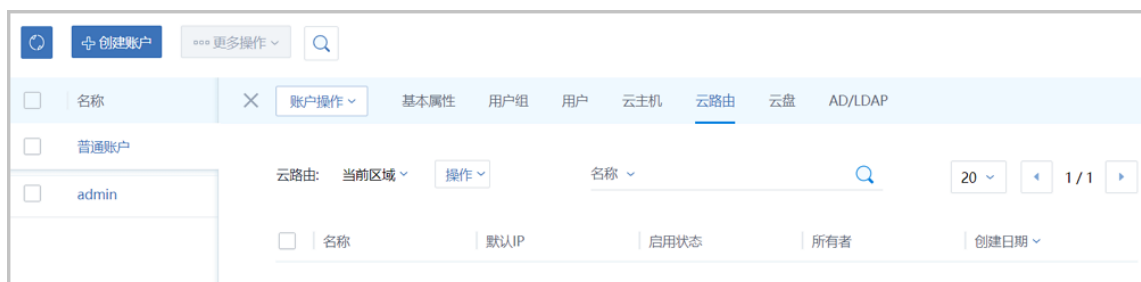 创建账户 更多操作
名称 账户操作 基本属性 用户组 用户 云主机 云路由 云盘 AD/LDAP
普通账户
云路由: 当前区域 操作 名称 20 1 / 1
admin
名称 默认IP 启用状态 所有者 创建日期